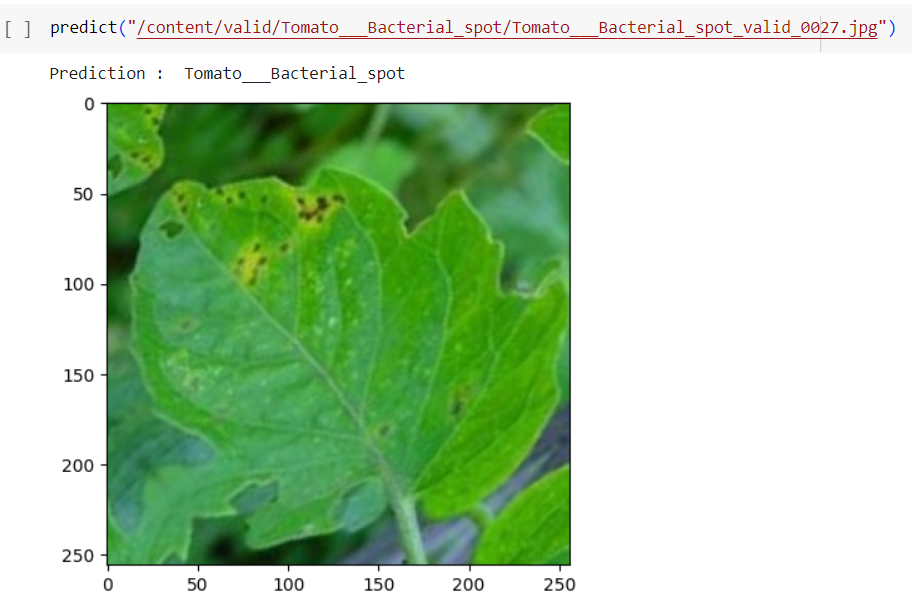 [ ] predict("/content/valid/Tomato___Bacterial_spot/Tomato___Bacterial_spot_valid_0027.jpg")
Prediction :  Tomato___Bacterial_spot
0
50
100
150
200
250
0 50 100 150 200 250